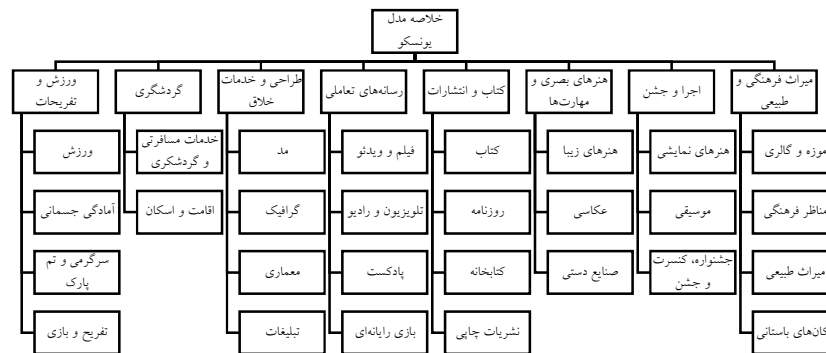 خلاصه مدل
یونسکو
میراث فرهنگی و
طبیعی
موزه و گالری
مناظر فرهنگی
میراث طبیعی
کان‌های باستانی
اجرا و جشن
هنرهای نمایشی
موسیقی
جشنواره، کنسرت
و جشن
هنرهای بصری و
مهارت‌ها
هنرهای زیبا
عکاسی
صنایع دستی
کتاب و انتشارات
کتاب
روزنامه
کتابخانه
نشریات چاپی
رسانه‌های تعاملی
فیلم و ویدئو
تلویزیون و رادیو
پادکست
بازی رایانه‌ای
طراحی و خدمات
خلاق
مد
گرافیک
معماری
تبلیغات
گردشگری
خدمات مسافرتی
و گردشگری
اقامت و اسکان
ورزش و
تفریحات
ورزش
آمادگی جسمانی
سرگرمی و تم
پارک
تفریح و بازی